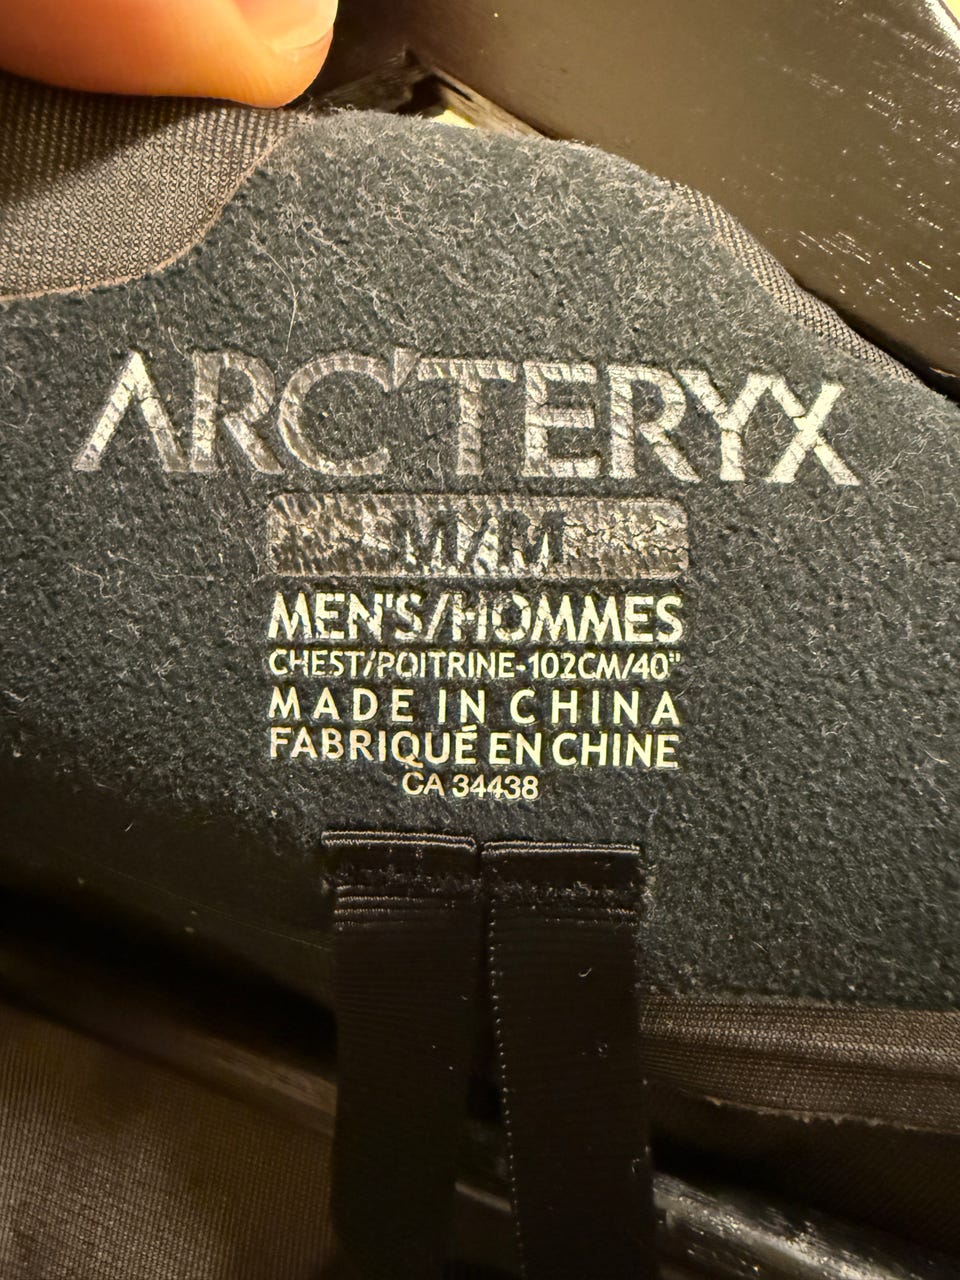 ARC'TERYX
M/M
MEN'S/HOMMES
CHEST/POITRINE-102CM/40"
MADE IN CHINA
FABRIQUÉ EN CHINE
CA 34438